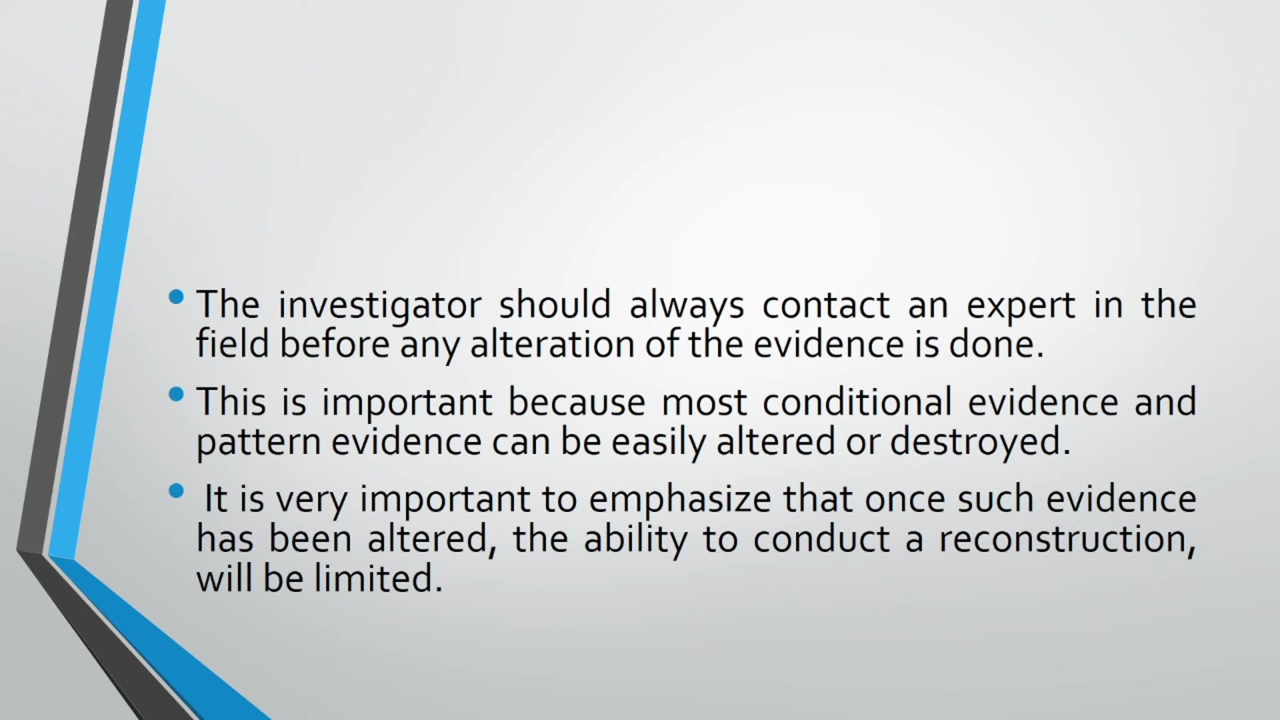 • The investigator should always contact an expert in the
field before any alteration of the evidence is done.
• This is important because most conditional evidence and
pattern evidence can be easily altered or destroyed.
• It is very important to emphasize that once such evidence
has been altered, the ability to conduct a reconstruction,
will be limited.